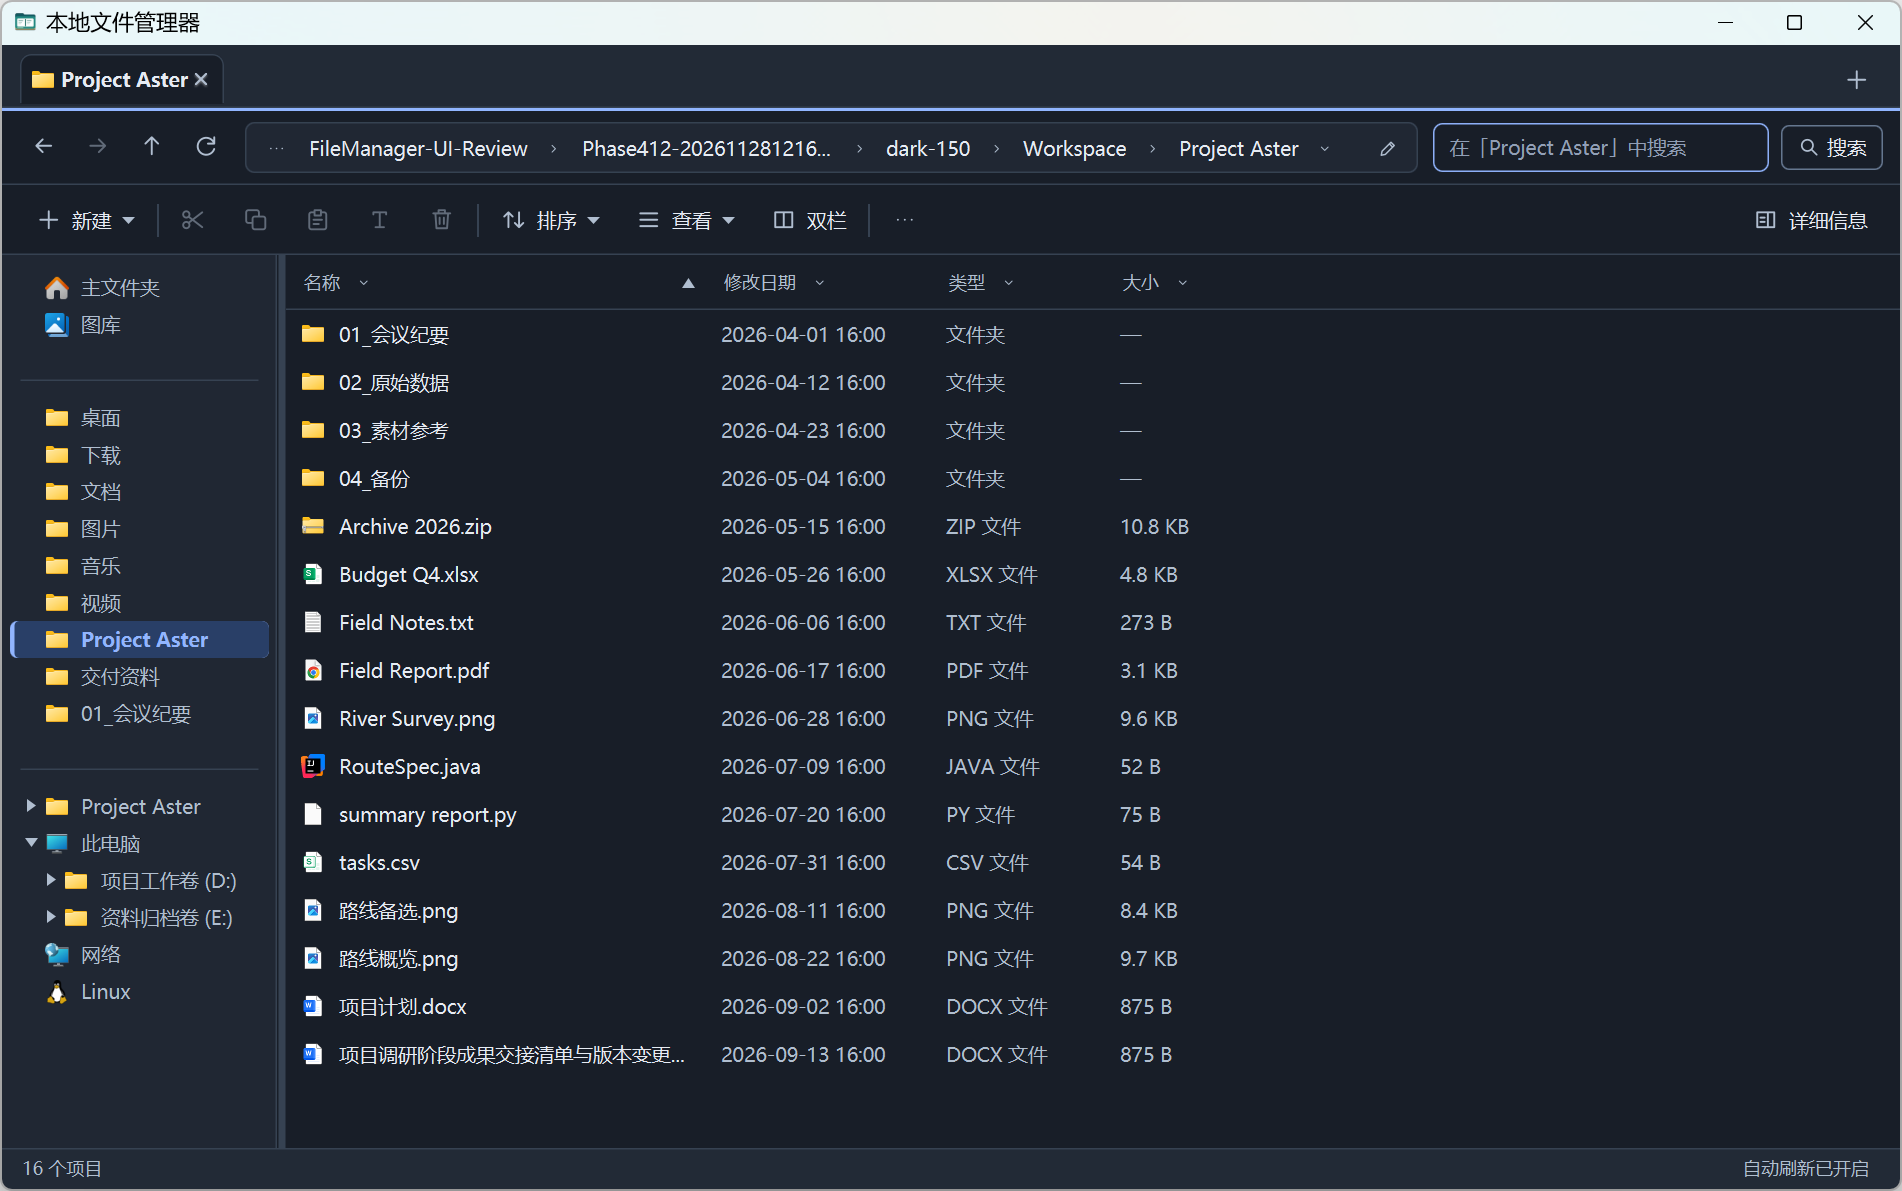 本地文件管理器
Project Aster
··· FileManager-UI-Review › Phase412-202611281216... › dark-150 › Workspace › Project Aster
在「Project Aster」中搜索
搜索
新建
排序
查看
双栏
···
详细信息
主文件夹
图库
桌面
下载
文档
图片
音乐
视频
Project Aster
交付资料
01_会议纪要
Project Aster
此电脑
项目工作卷 (D:)
资料归档卷 (E:)
网络
Linux
名称 修改日期 类型 大小
01_会议纪要 2026-04-01 16:00 文件夹 —
02_原始数据 2026-04-12 16:00 文件夹 —
03_素材参考 2026-04-23 16:00 文件夹 —
04_备份 2026-05-04 16:00 文件夹 —
Archive 2026.zip 2026-05-15 16:00 ZIP 文件 10.8 KB
Budget Q4.xlsx 2026-05-26 16:00 XLSX 文件 4.8 KB
Field Notes.txt 2026-06-06 16:00 TXT 文件 273 B
Field Report.pdf 2026-06-17 16:00 PDF 文件 3.1 KB
River Survey.png 2026-06-28 16:00 PNG 文件 9.6 KB
RouteSpec.java 2026-07-09 16:00 JAVA 文件 52 B
summary report.py 2026-07-20 16:00 PY 文件 75 B
tasks.csv 2026-07-31 16:00 CSV 文件 54 B
路线备选.png 2026-08-11 16:00 PNG 文件 8.4 KB
路线概览.png 2026-08-22 16:00 PNG 文件 9.7 KB
项目计划.docx 2026-09-02 16:00 DOCX 文件 875 B
项目调研阶段成果交接清单与版本变更... 2026-09-13 16:00 DOCX 文件 875 B
16 个项目
自动刷新已开启